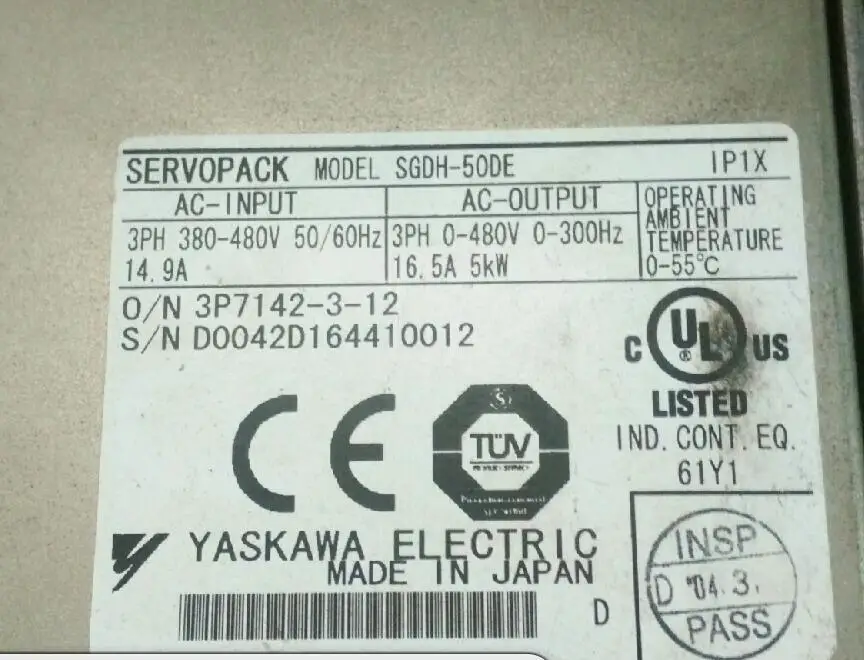 SERVOPACK MODEL SGDH-50DE IP1X
AC-INPUT AC-OUTPUT OPERATING AMBIENT TEMPERATURE 0-55℃
3PH 380-480V 50/60Hz 3PH 0-480V 0-300Hz
14.9A 16.5A 5kW
O/N 3P7142-3-12
S/N D0042D164410012
C UL ® US
LISTED
IND. CONT. EQ.
61Y1
CE
TÜV
YASKAWA ELECTRIC
MADE IN JAPAN
D
INSP
D '04.3.
PASS